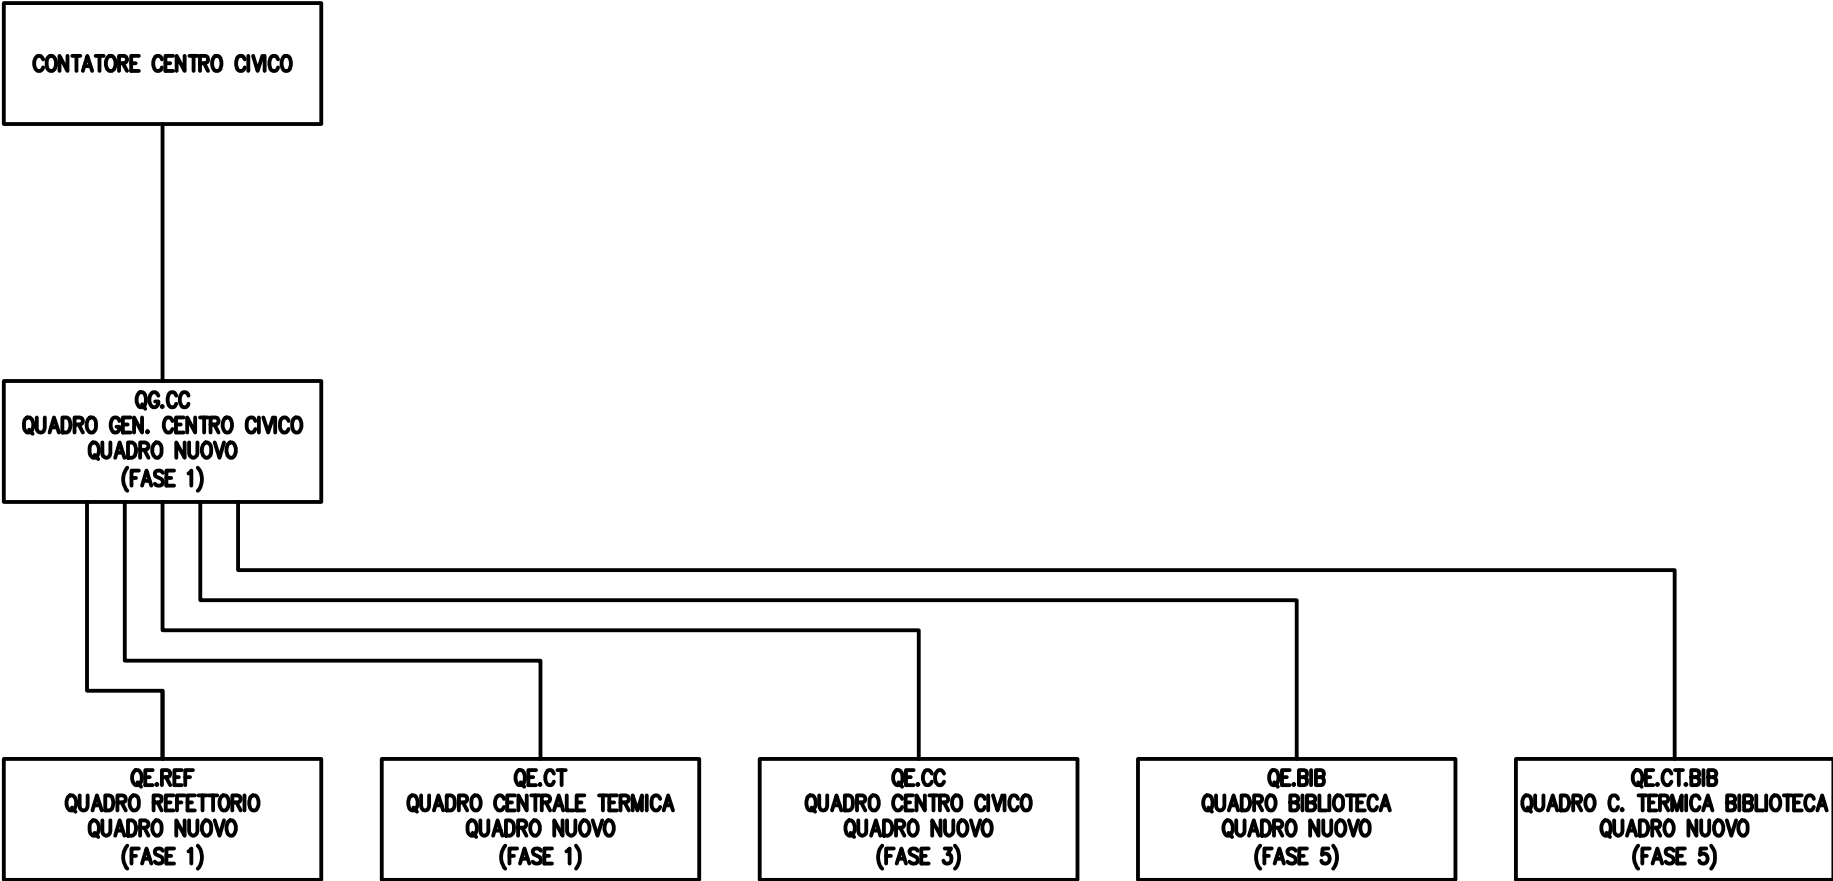 CONTATORE CENTRO CIVICO
QG.CC
QUADRO GEN. CENTRO CIVICO
QUADRO NUOVO
(FASE 1)
QE.REF
QUADRO REFETTORIO
QUADRO NUOVO
(FASE 1)
QE.CT
QUADRO CENTRALE TERMICA
QUADRO NUOVO
(FASE 1)
QE.CC
QUADRO CENTRO CIVICO
QUADRO NUOVO
(FASE 3)
QE.BIB
QUADRO BIBLIOTECA
QUADRO NUOVO
(FASE 5)
QE.CT.BIB
QUADRO C. TERMICA BIBLIOTECA
QUADRO NUOVO
(FASE 5)